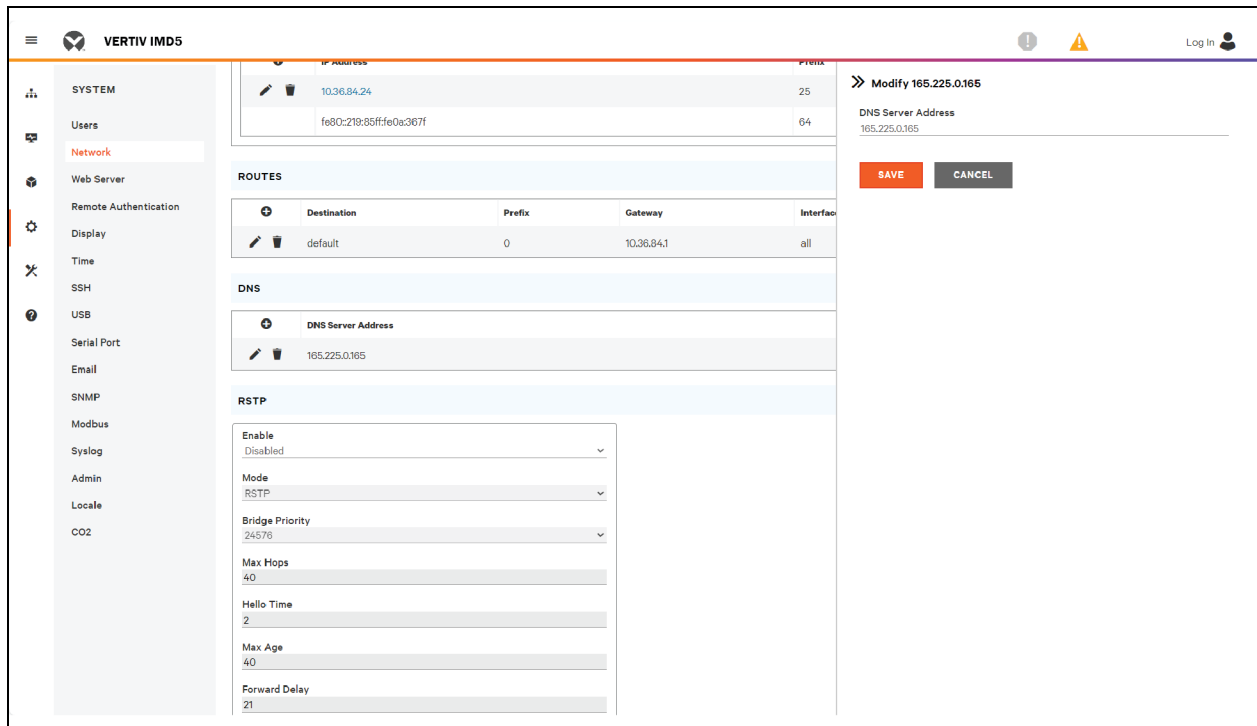 VERTIV IMD5
Log In
SYSTEM
Users
Network
Web Server
Remote Authentication
Display
Time
SSH
USB
Serial Port
Email
SNMP
Modbus
Syslog
Admin
Locale
CO2
IP Address Prefix
10.36.84.24 25
fe80::219:85ff:fe0a:367f 64
ROUTES
Destination Prefix Gateway Interfac
default 0 10.36.84.1 all
DNS
DNS Server Address
165.225.0.165
RSTP
Enable
Disabled
Mode
RSTP
Bridge Priority
24576
Max Hops
40
Hello Time
2
Max Age
40
Forward Delay
21
Modify 165.225.0.165
DNS Server Address
165.225.0.165
SAVE CANCEL